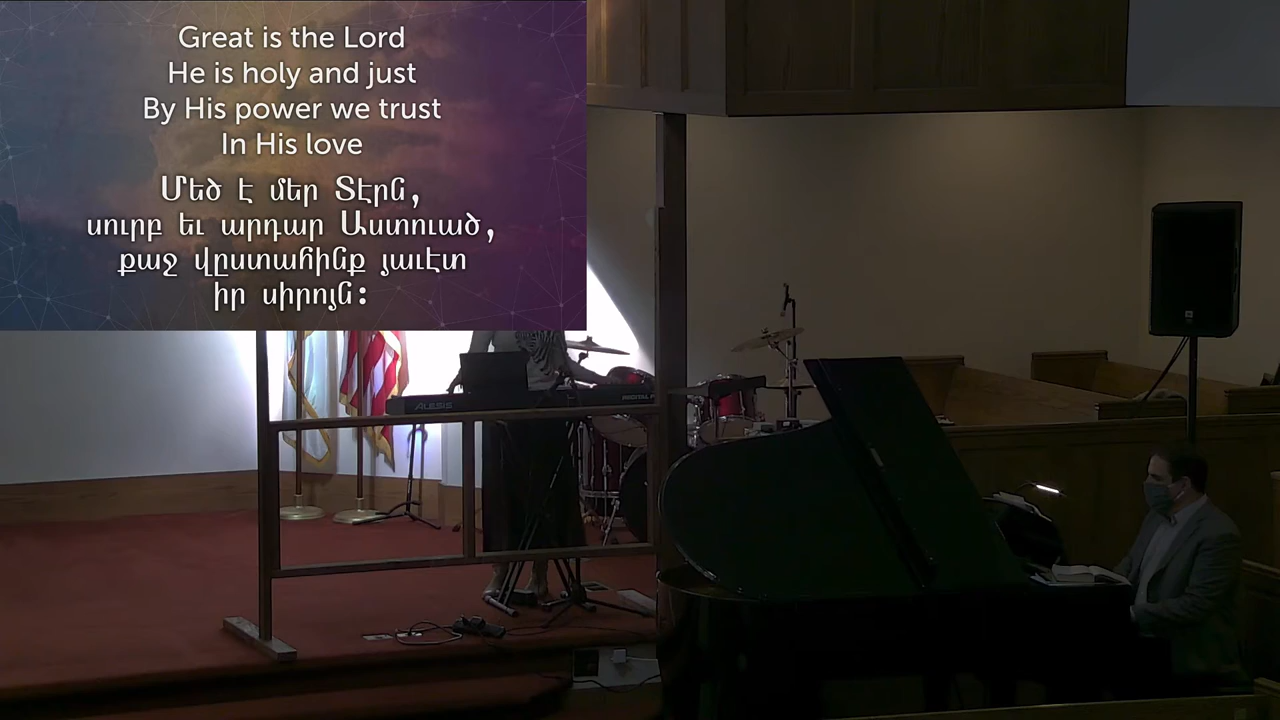 Great is the Lord
He is holy and just
By His power we trust
In His love
Մեծ է մեր Տէրն,
սուրբ եւ արդար Աստուած,
քաջ վըստահինք յաւէտ
իր սիրոյն:
ALESIS